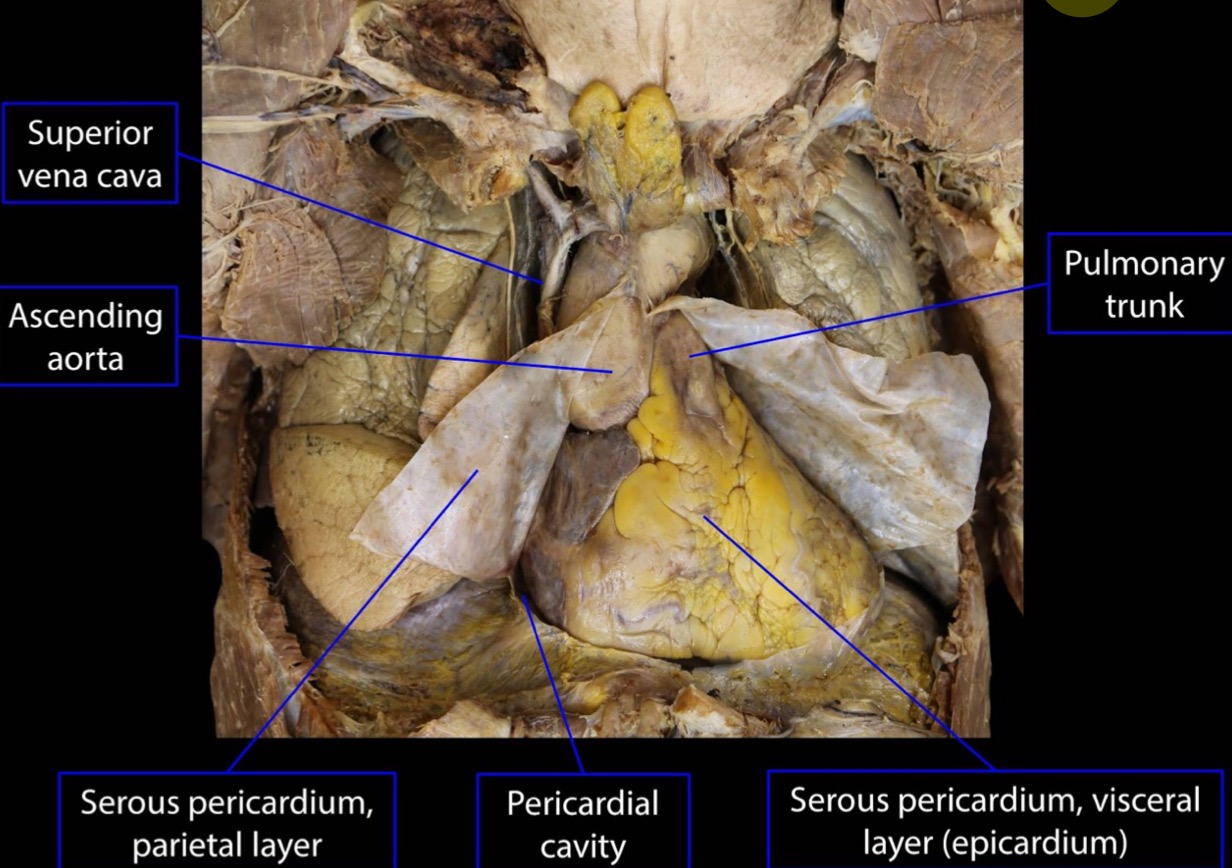 Superior
vena cava
Ascending
aorta
Pulmonary
trunk
Serous pericardium,
parietal layer
Pericardial
cavity
Serous pericardium, visceral
layer (epicardium)